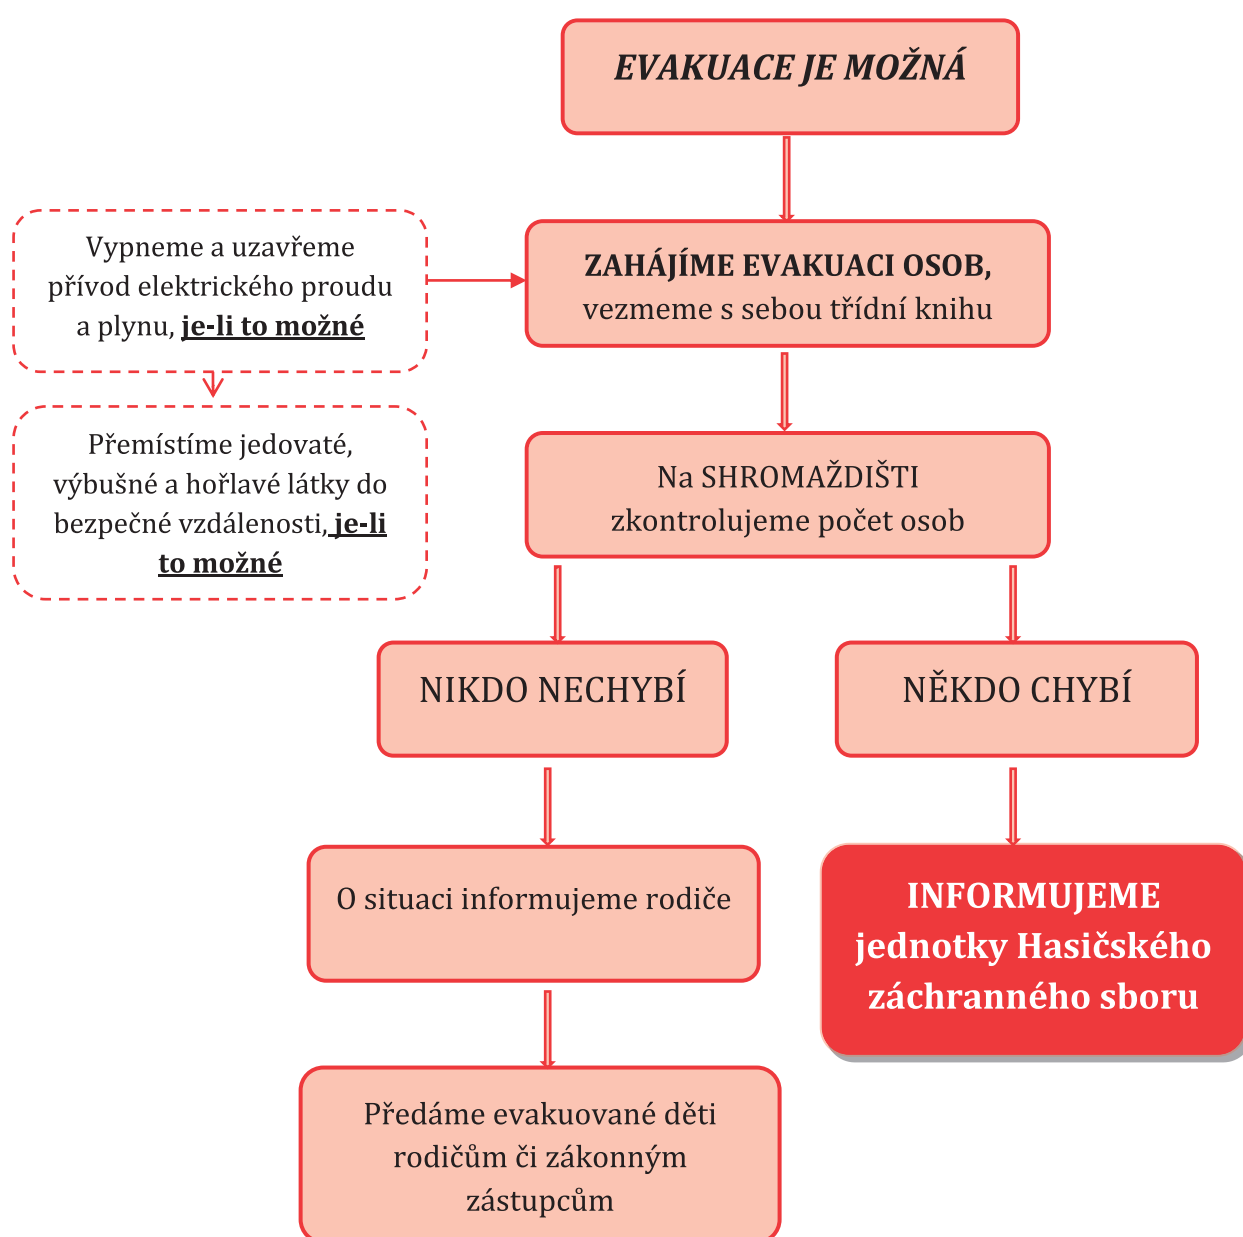 EVAKUACE JE MOŽNÁ
Vypneme a uzavřeme
přívod elektrického proudu
a plynu, je-li to možné
ZAHÁJÍME EVAKUACI OSOB,
vezmeme s sebou třídní knihu
Přemístíme jedovaté,
výbušné a hořlavé látky do
bezpečné vzdálenosti, je-li
to možné
Na SHROMAŽDIŠTI
zkontrolujeme počet osob
NIKDO NECHYBÍ
NĚKDO CHYBÍ
O situaci informujeme rodiče
INFORMUJEME
jednotky Hasičského
záchranného sboru
Předáme evakuované děti
rodičům či zákonným
zástupcům